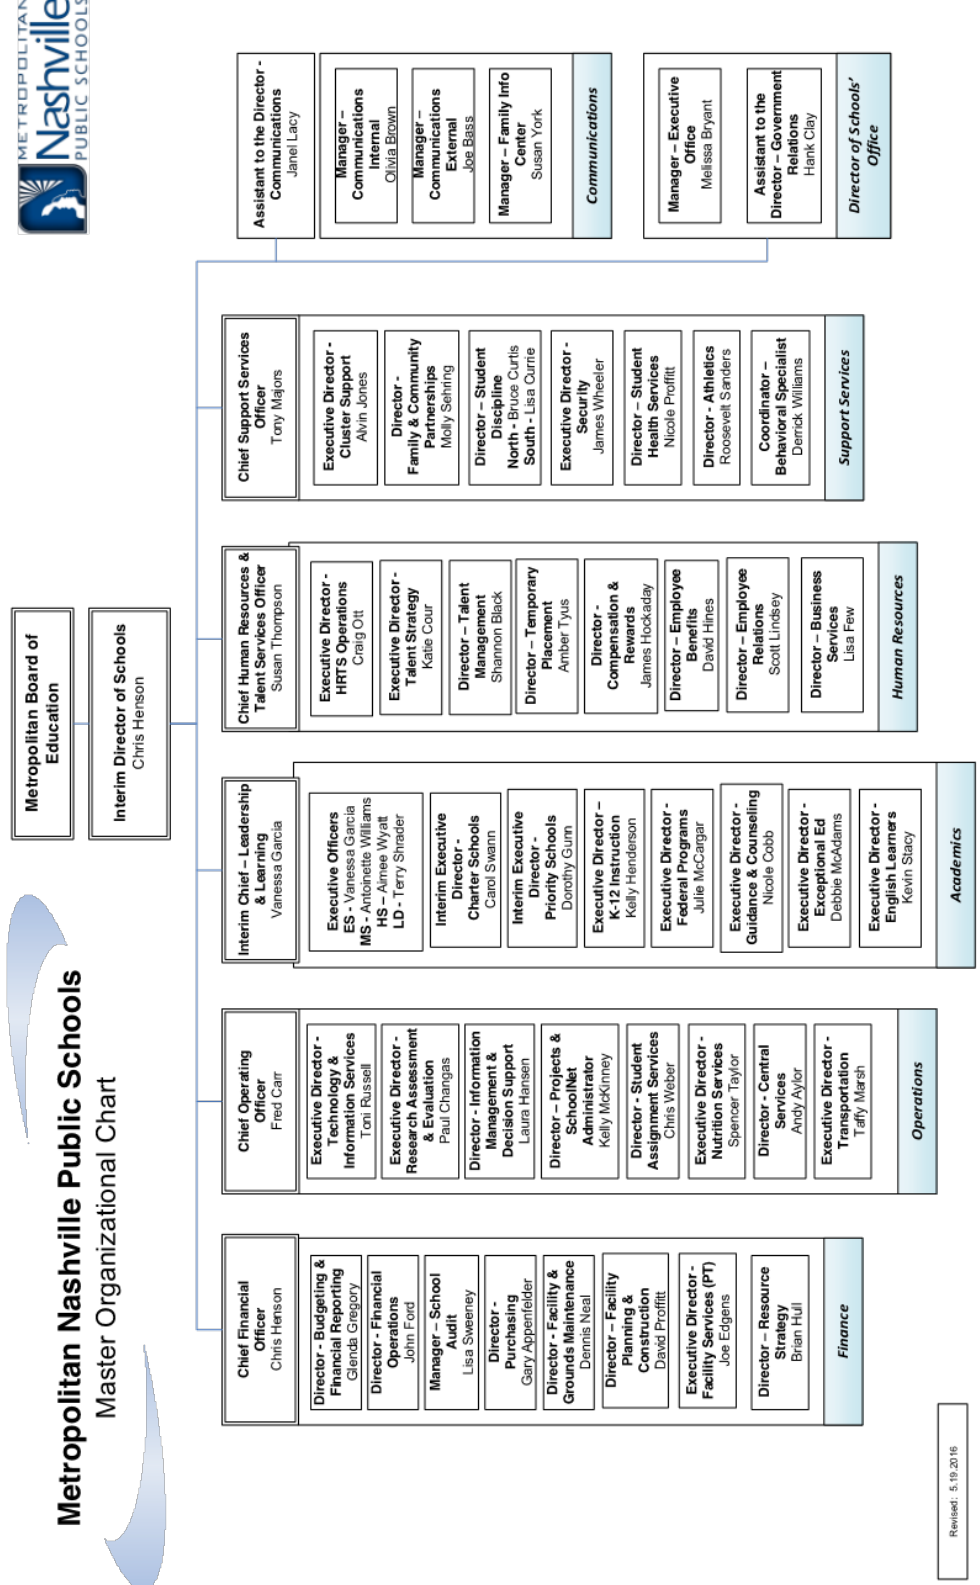 Metropolitan Nashville Public Schools
Master Organizational Chart
METROPOLITAN
Nashville
PUBLIC SCHOOLS
Metropolitan Board of
Education
Interim Director of Schools
Chris Henson
Chief Financial
Officer
Chris Henson
Director - Budgeting &
Financial Reporting
Glenda Gregory
Director - Financial
Operations
John Ford
Manager – School
Audit
Lisa Sweeney
Director -
Purchasing
Gary Appenfelder
Director - Facility &
Grounds Maintenance
Dennis Neal
Director – Facility
Planning &
Construction
David Proffitt
Executive Director -
Facility Services (PT)
Joe Edgens
Director – Resource
Strategy
Brian Hull
Finance
Chief Operating
Officer
Fred Carr
Executive Director -
Technology &
Information Services
Toni Russell
Executive Director -
Research Assessment
& Evaluation
Paul Changas
Director - Information
Management &
Decision Support
Laura Hansen
Director – Projects &
SchoolNet
Administrator
Kelly McKinney
Director - Student
Assignment Services
Chris Weber
Executive Director -
Nutrition Services
Spencer Taylor
Director - Central
Services
Andy Aylor
Executive Director -
Transportation
Taffy Marsh
Operations
Interim Chief – Leadership
& Learning
Vanessa Garcia
Executive Officers
ES - Vanessa Garcia
MS - Antoinette Williams
HS – Aimee Wyatt
LD - Terry Shrader
Interim Executive
Director -
Charter Schools
Carol Swann
Interim Executive
Director -
Priority Schools
Dorothy Gunn
Executive Director –
K-12 Instruction
Kelly Henderson
Executive Director -
Federal Programs
Julie McCargar
Executive Director -
Guidance & Counseling
Nicole Cobb
Executive Director -
Exceptional Ed
Debbie McAdams
Executive Director -
English Learners
Kevin Stacy
Academics
Chief Human Resources &
Talent Services Officer
Susan Thompson
Executive Director -
HRTS Operations
Craig Ott
Executive Director -
Talent Strategy
Katie Cour
Director – Talent
Management
Shannon Black
Director – Temporary
Placement
Amber Tyus
Director -
Compensation &
Rewards
James Hockaday
Director – Employee
Benefits
David Hines
Director – Employee
Relations
Scott Lindsey
Director – Business
Services
Lisa Few
Human Resources
Chief Support Services
Officer
Tony Majors
Executive Director -
Cluster Support
Alvin Jones
Director -
Family & Community
Partnerships
Molly Sehring
Director – Student
Discipline
North - Bruce Curtis
South - Lisa Currie
Executive Director -
Security
James Wheeler
Director – Student
Health Services
Nicole Proffitt
Director - Athletics
Roosevelt Sanders
Coordinator –
Behavioral Specialist
Derrick Williams
Support Services
Assistant to the Director -
Communications
Janel Lacy
Manager –
Communications
Internal
Olivia Brown
Manager –
Communications
External
Joe Bass
Manager – Family Info
Center
Susan York
Communications
Manager – Executive
Office
Melissa Bryant
Assistant to the
Director – Government
Relations
Hank Clay
Director of Schools'
Office
Revised: 5.19.2016